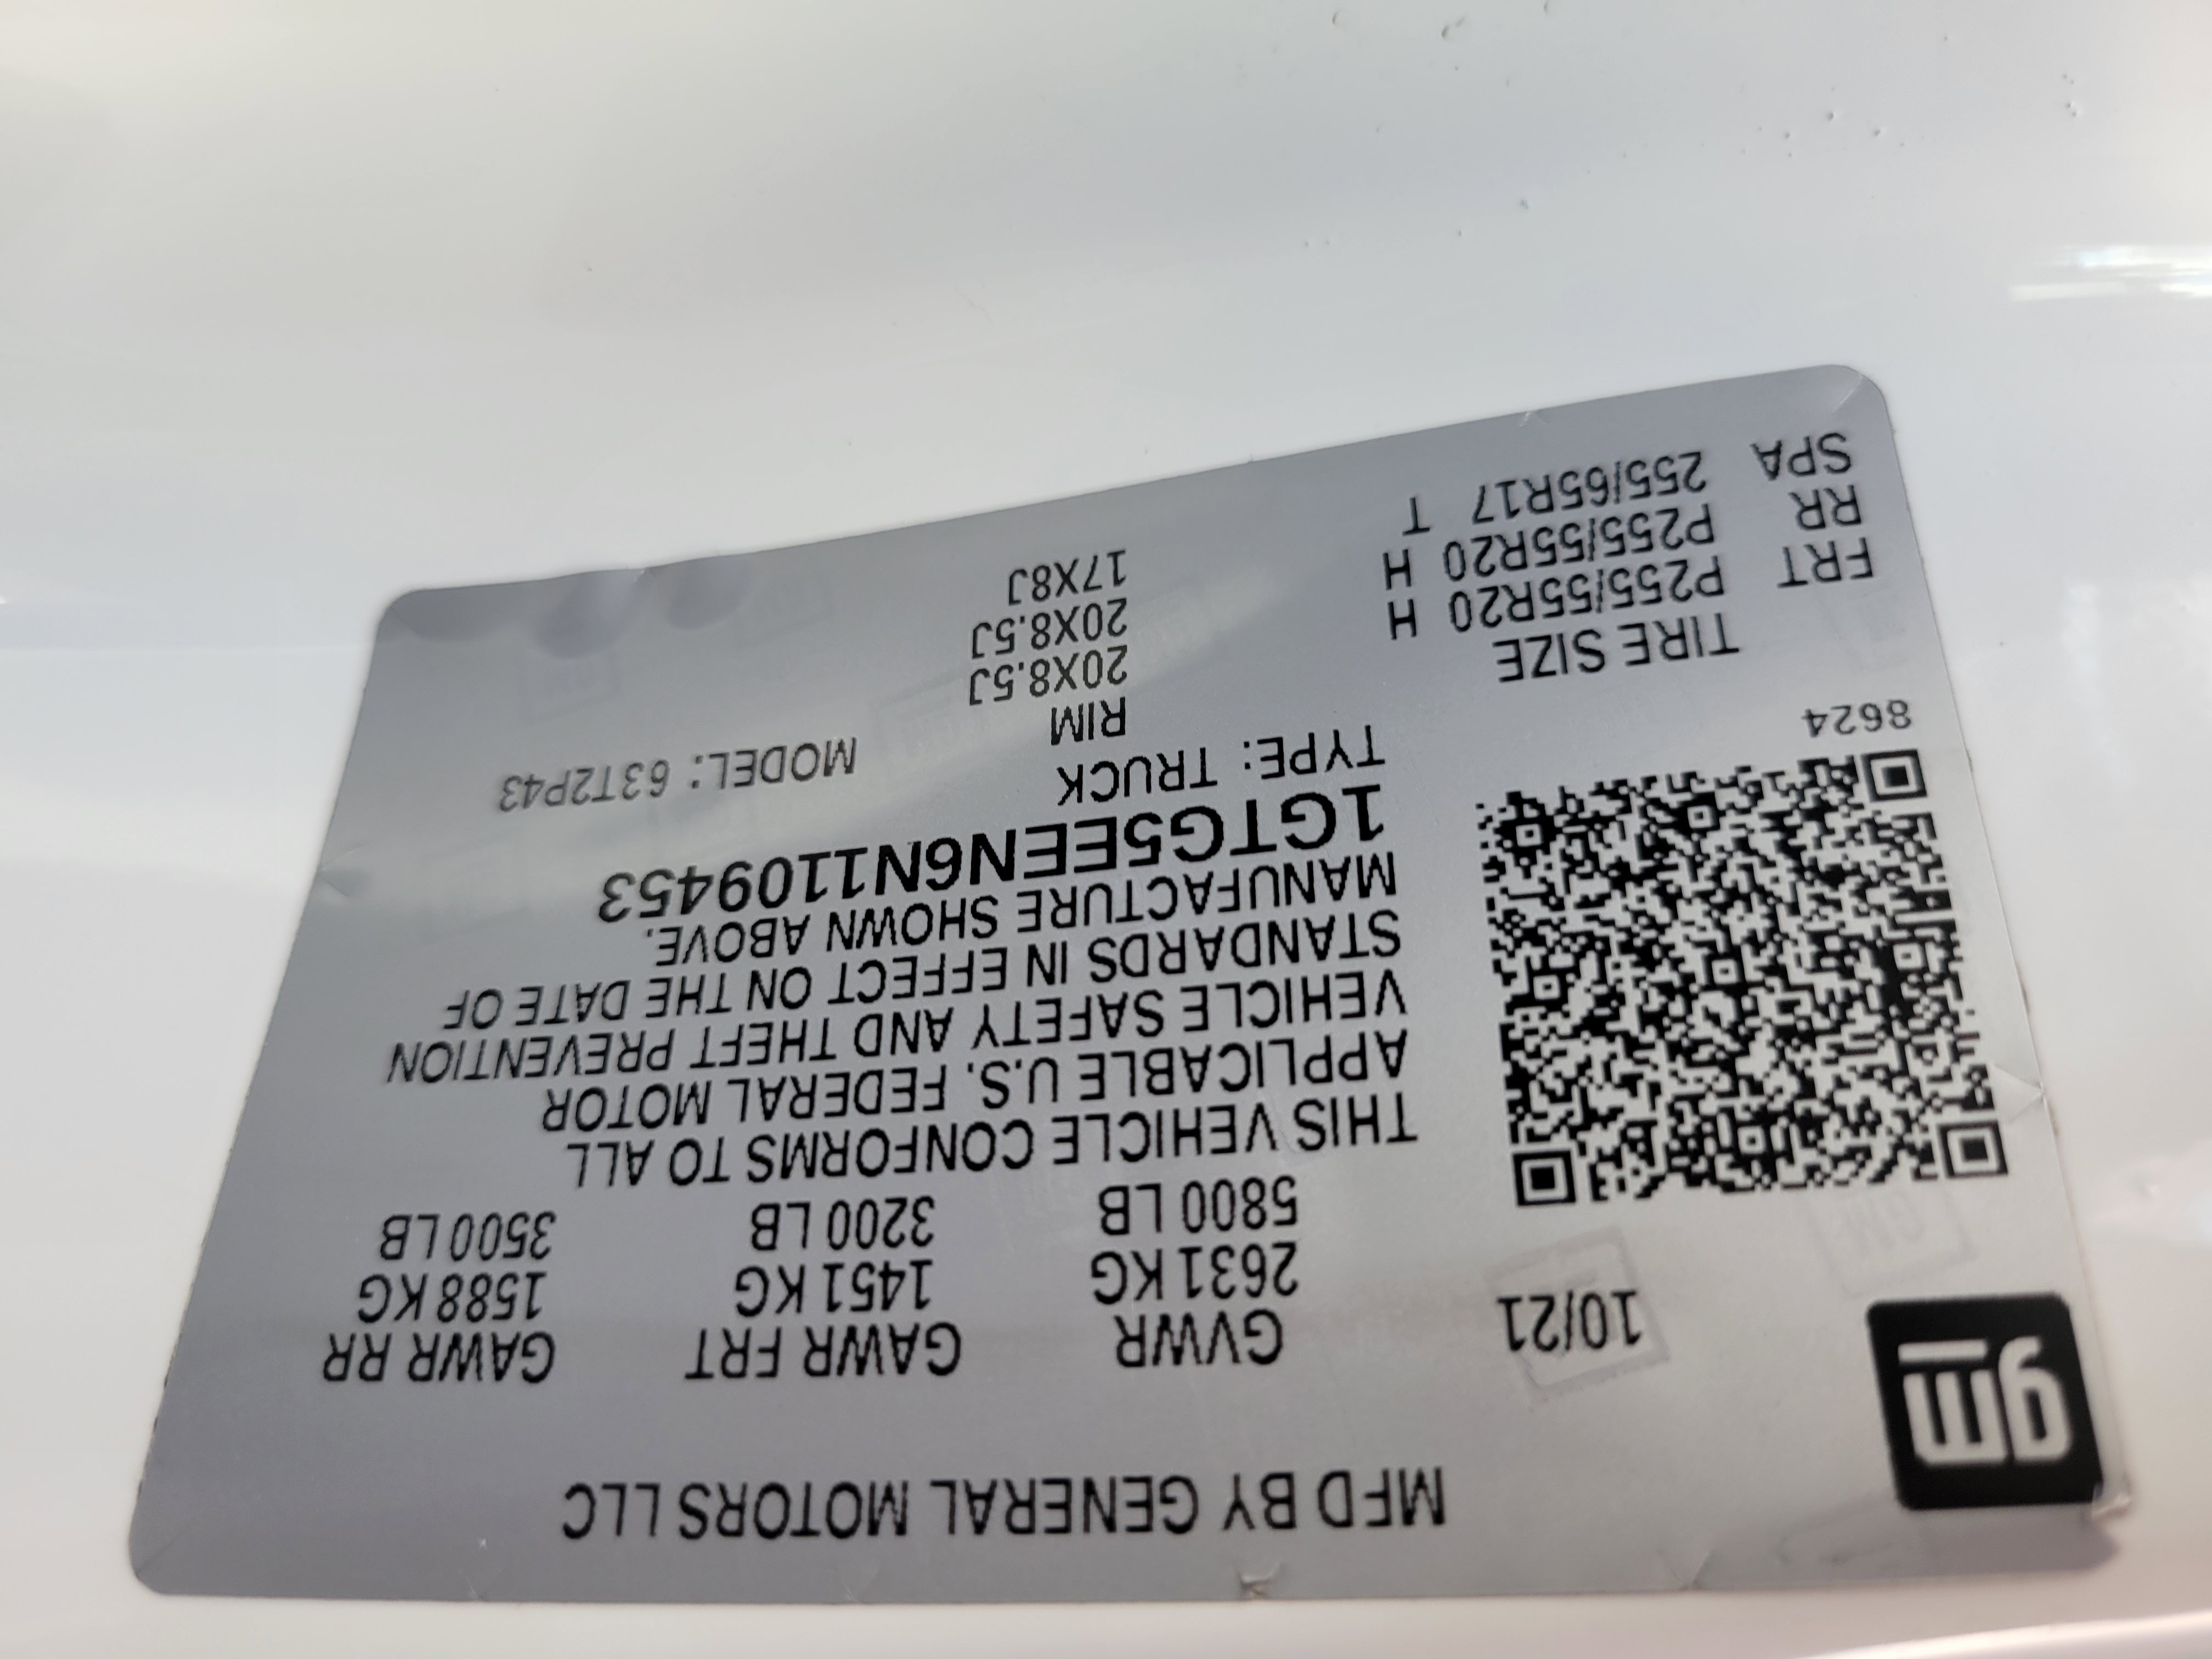 gm
MFD BY GENERAL MOTORS LLC
10/21
GVWR GAWR FRT GAWR RR
2631 KG 1451 KG 1588 KG
5800 LB 3200 LB 3500 LB
THIS VEHICLE CONFORMS TO ALL
APPLICABLE U.S. FEDERAL MOTOR
VEHICLE SAFETY AND THEFT PREVENTION
STANDARDS IN EFFECT ON THE DATE OF
MANUFACTURE SHOWN ABOVE.
1GTG5EEN6N1109453
TYPE: TRUCK MODEL: 63T2P43
8624
TIRE SIZE RIM
FRT P255/55R20 H 20X8.5J
RR P255/55R20 H 20X8.5J
SPA 255/65R17 T 17X8J